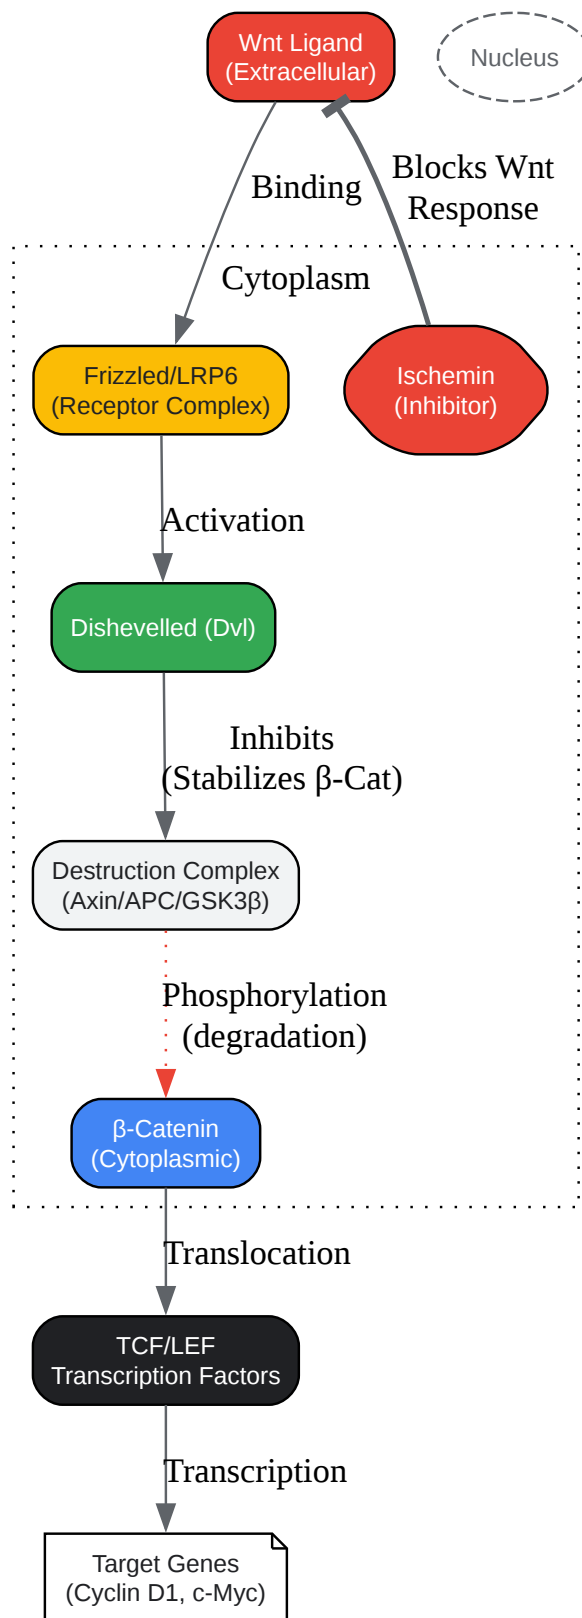 Wnt Ligand
(Extracellular)
Nucleus
Binding
Blocks Wnt
Response
Cytoplasm
Frizzled/LRP6
(Receptor Complex)
Ischemin
(Inhibitor)
Activation
Dishevelled (Dvl)
Inhibits
(Stabilizes β-Cat)
Destruction Complex
(Axin/APC/GSK3β)
Phosphorylation
(degradation)
β-Catenin
(Cytoplasmic)
Translocation
TCF/LEF
Transcription Factors
Transcription
Target Genes
(Cyclin D1, c-Myc)